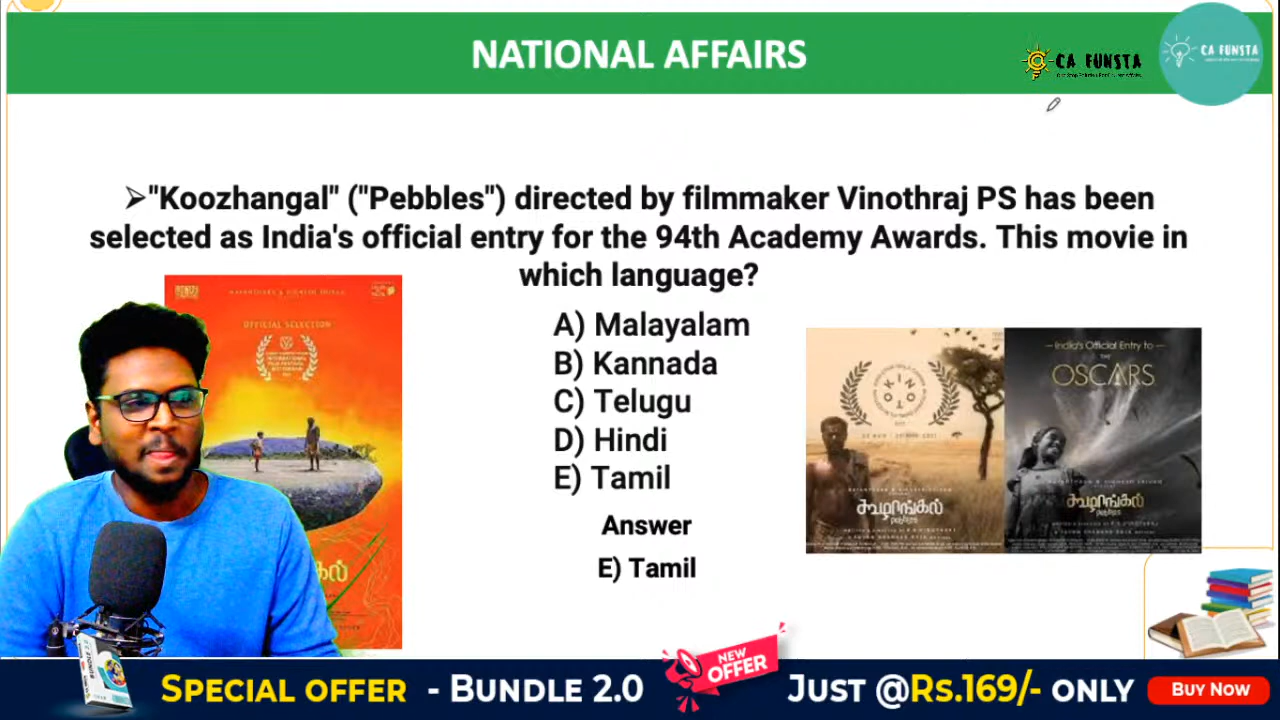 NATIONAL AFFAIRS
CA FUNSTA
CA FUNSTA
➢"Koozhangal" ("Pebbles") directed by filmmaker Vinothraj PS has been
selected as India's official entry for the 94th Academy Awards. This movie in
which language?
A) Malayalam
B) Kannada
C) Telugu
D) Hindi
E) Tamil
Answer
E) Tamil
OFFICIAL SELECTION
India's Official Entry to
THE
OSCARS
கூழாங்கல்
pebbles
கூழாங்கல்
pebbles
SPECIAL OFFER - BUNDLE 2.0
NEW
OFFER
JUST @Rs.169/- ONLY
Buy Now